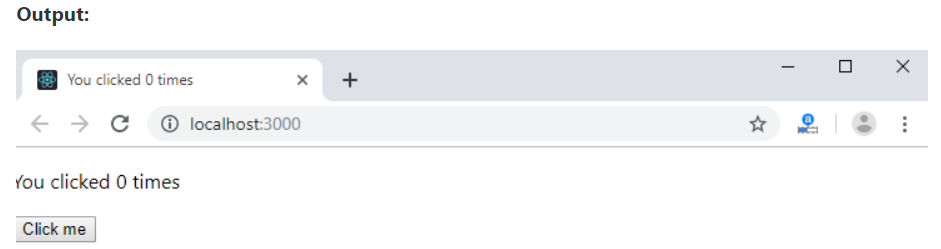 Output:
You clicked 0 times
localhost:3000
You clicked 0 times
Click me